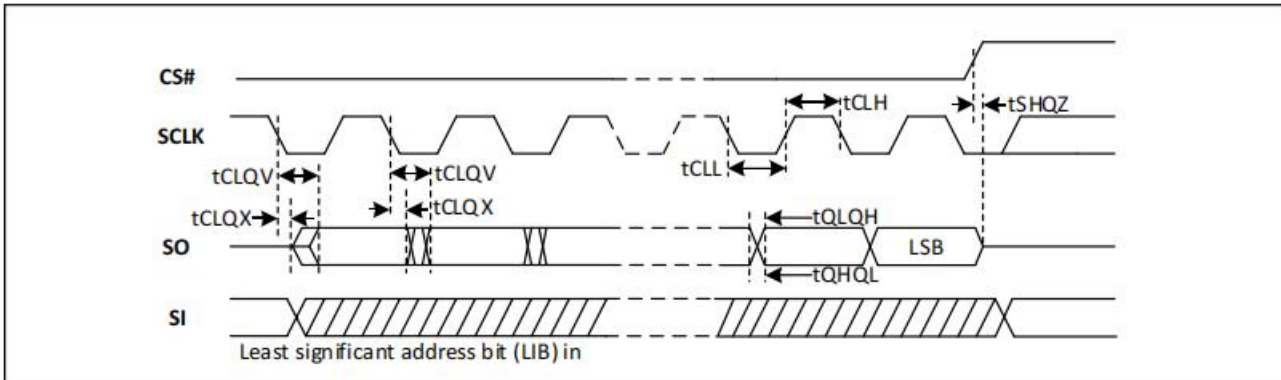 CS#
tCLH
tSHQZ
SCLK
tCLL
tCLQV
tCLQV
tCLQX
tCLQX
tQLQH
SO
LSB
tQHQL
SI
Least significant address bit (LIB) in